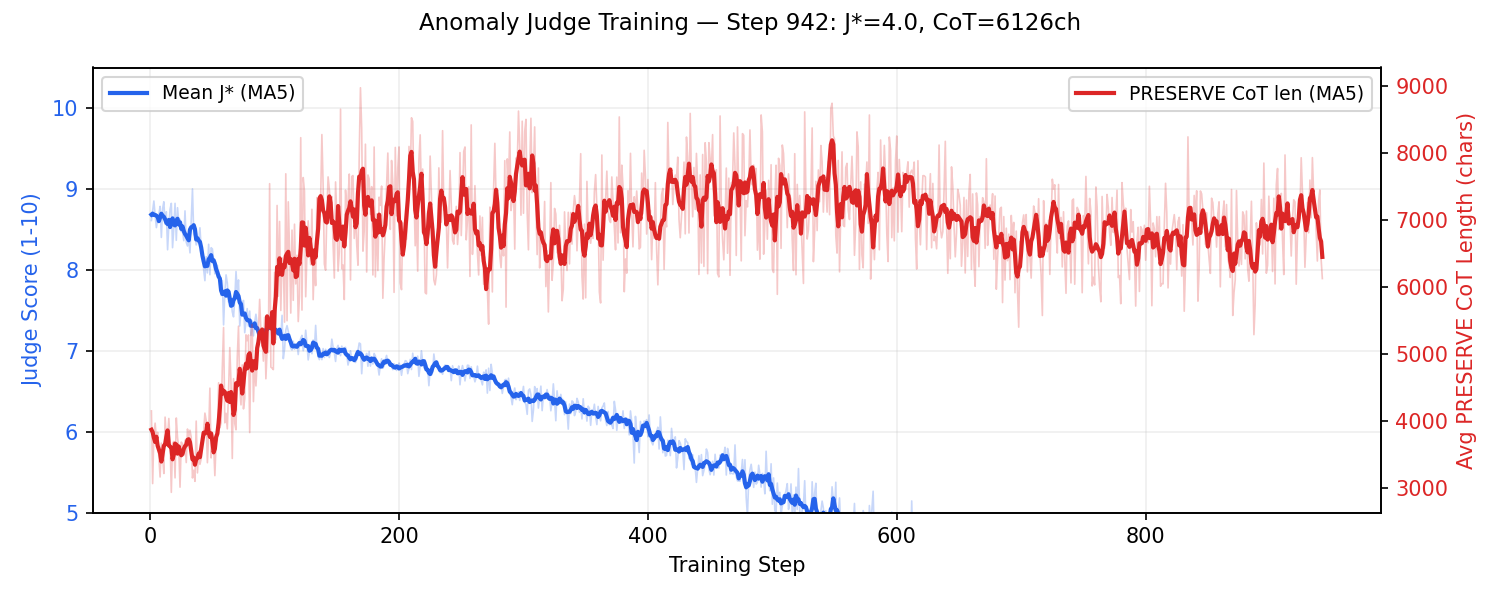 Anomaly Judge Training — Step 942: J*=4.0, CoT=6126ch
Mean J* (MA5)
PRESERVE CoT len (MA5)
Judge Score (1-10)
10
9
8
7
6
5
9000
8000
7000
6000
5000
4000
3000
Avg PRESERVE CoT Length (chars)
0 200 400 600 800
Training Step